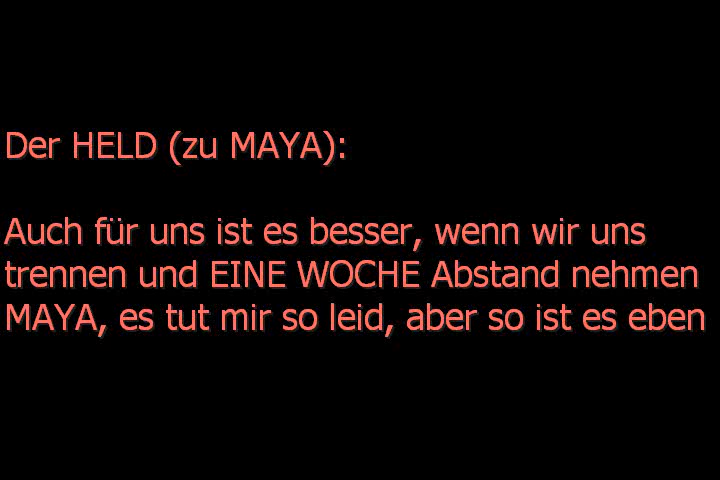 Der HELD (zu MAYA):
Auch für uns ist es besser, wenn wir uns
trennen und EINE WOCHE Abstand nehmen
MAYA, es tut mir so leid, aber so ist es eben